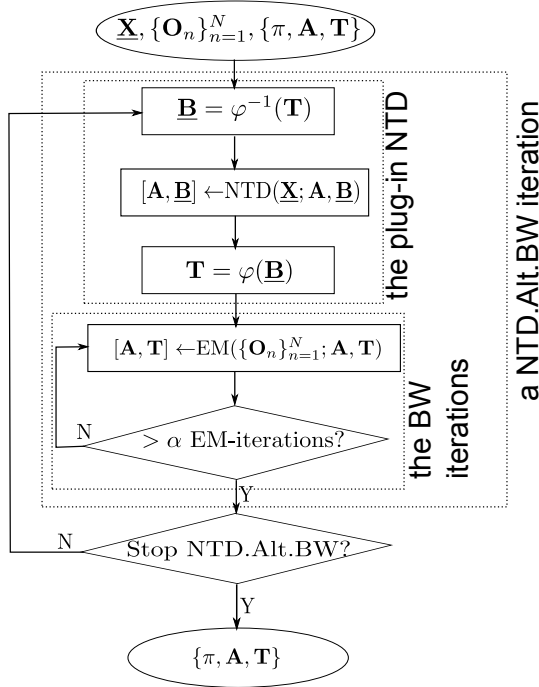 X, {O_n}_{n=1}^N, {π, A, T}
B = φ⁻¹(T)
[A, B] ←NTD(X; A, B)
T = φ(B)
the plug-in NTD
[A, T] ←EM({O_n}_{n=1}^N; A, T)
> α EM-iterations?
N
Y
the BW
iterations
a NTD.Alt.BW iteration
Stop NTD.Alt.BW?
N
Y
{π, A, T}